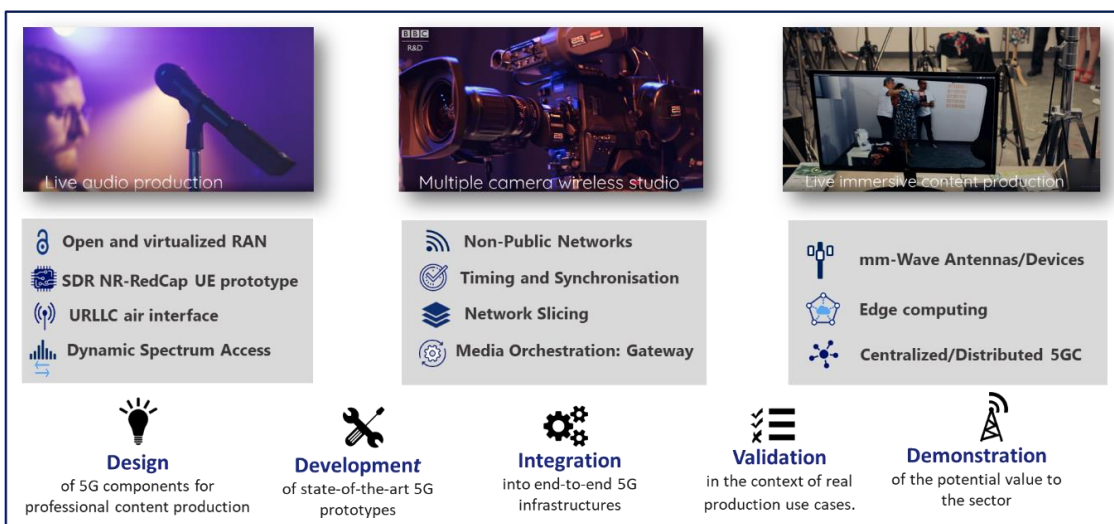 BBC
R&D
Live audio production
Multiple camera wireless studio
Live immersive content production
Open and virtualized RAN
SDR NR-RedCap UE prototype
URLLC air interface
Dynamic Spectrum Access
Non-Public Networks
Timing and Synchronisation
Network Slicing
Media Orchestration: Gateway
mm-Wave Antennas/Devices
Edge computing
Centralized/Distributed 5GC
Design
of 5G components for
professional content production
Development
of state-of-the-art 5G
prototypes
Integration
into end-to-end 5G
infrastructures
Validation
in the context of real
production use cases.
Demonstration
of the potential value to
the sector